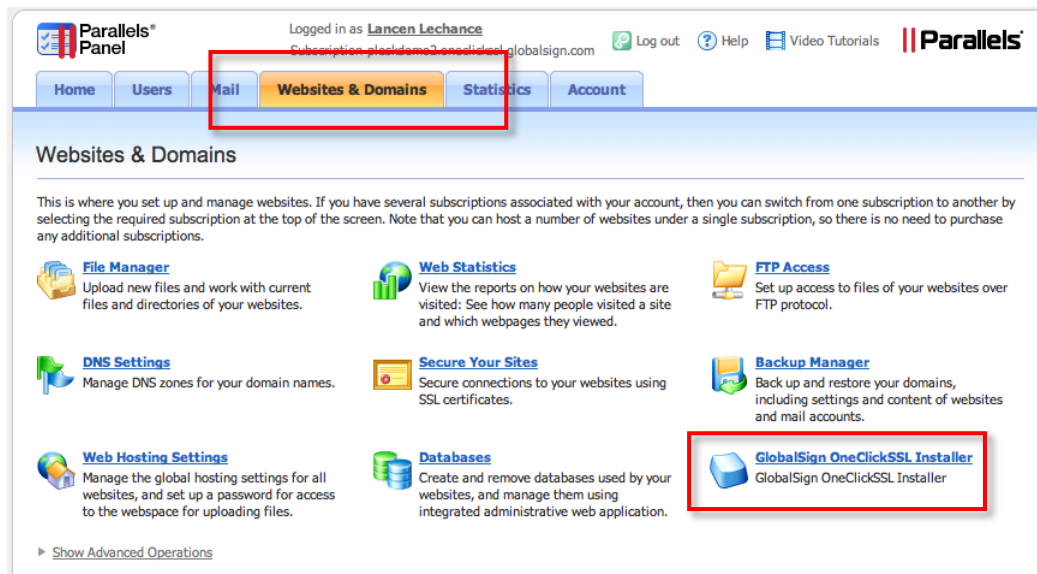 Parallels®
Panel
Logged in as Lancen Lechance
Subscription pleskdemo2.oneclickssl.globalsign.com
Log out
Help
Video Tutorials
Parallels®
Home
Users
Mail
Websites & Domains
Statistics
Account
Websites & Domains
This is where you set up and manage websites. If you have several subscriptions associated with your account, then you can switch from one subscription to another by
selecting the required subscription at the top of the screen. Note that you can host a number of websites under a single subscription, so there is no need to purchase
any additional subscriptions.
File Manager
Upload new files and work with current
files and directories of your websites.
Web Statistics
View the reports on how your websites are
visited: See how many people visited a site
and which webpages they viewed.
FTP Access
Set up access to files of your websites over
FTP protocol.
DNS Settings
Manage DNS zones for your domain names.
Secure Your Sites
Secure connections to your websites using
SSL certificates.
Backup Manager
Back up and restore your domains,
including settings and content of websites
and mail accounts.
Web Hosting Settings
Manage the global hosting settings for all
websites, and set up a password for access
to the webspace for uploading files.
Databases
Create and remove databases used by your
websites, and manage them using
integrated administrative web application.
GlobalSign OneClickSSL Installer
GlobalSign OneClickSSL Installer
Show Advanced Operations